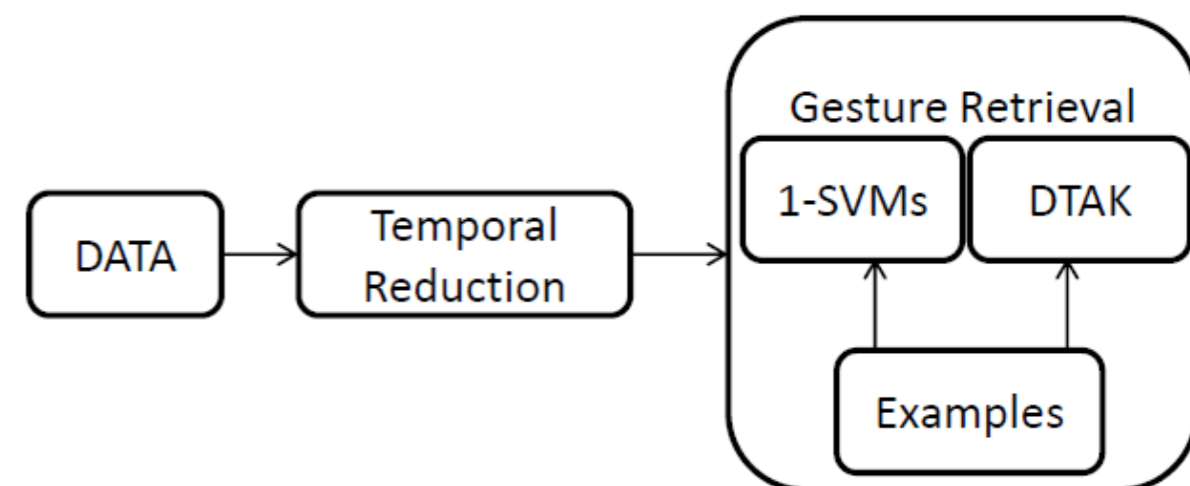 DATA
Temporal
Reduction
Gesture Retrieval
1-SVMs
DTAK
Examples